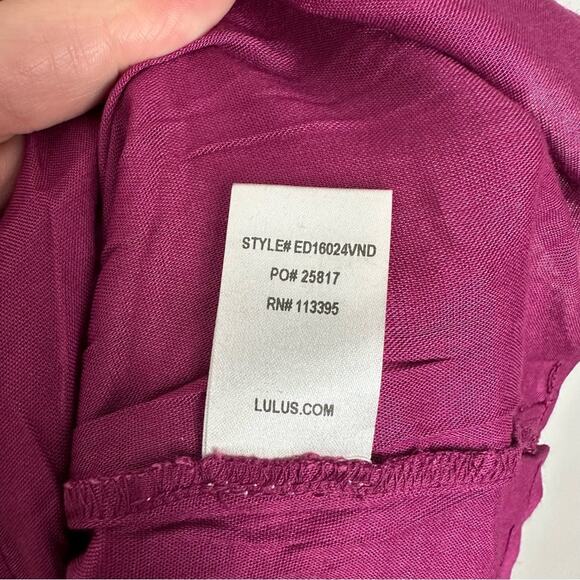 STYLE# ED16024VND
PO# 25817
RN# 113395
LULUS.COM